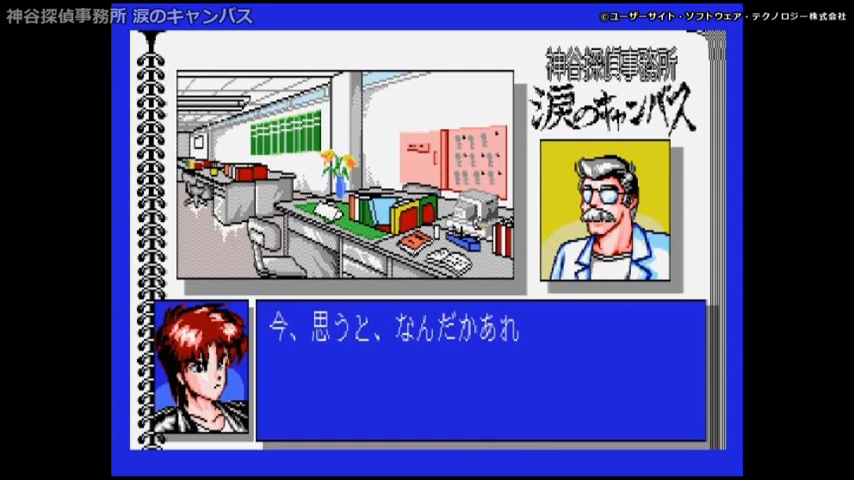 神谷探偵事務所 涙のキャンバス
©ユーザーサイト・ソフトウェア・テクノロジー株式会社
神谷探偵事務所
涙のキャンバス
今、思うと、なんだかあれ